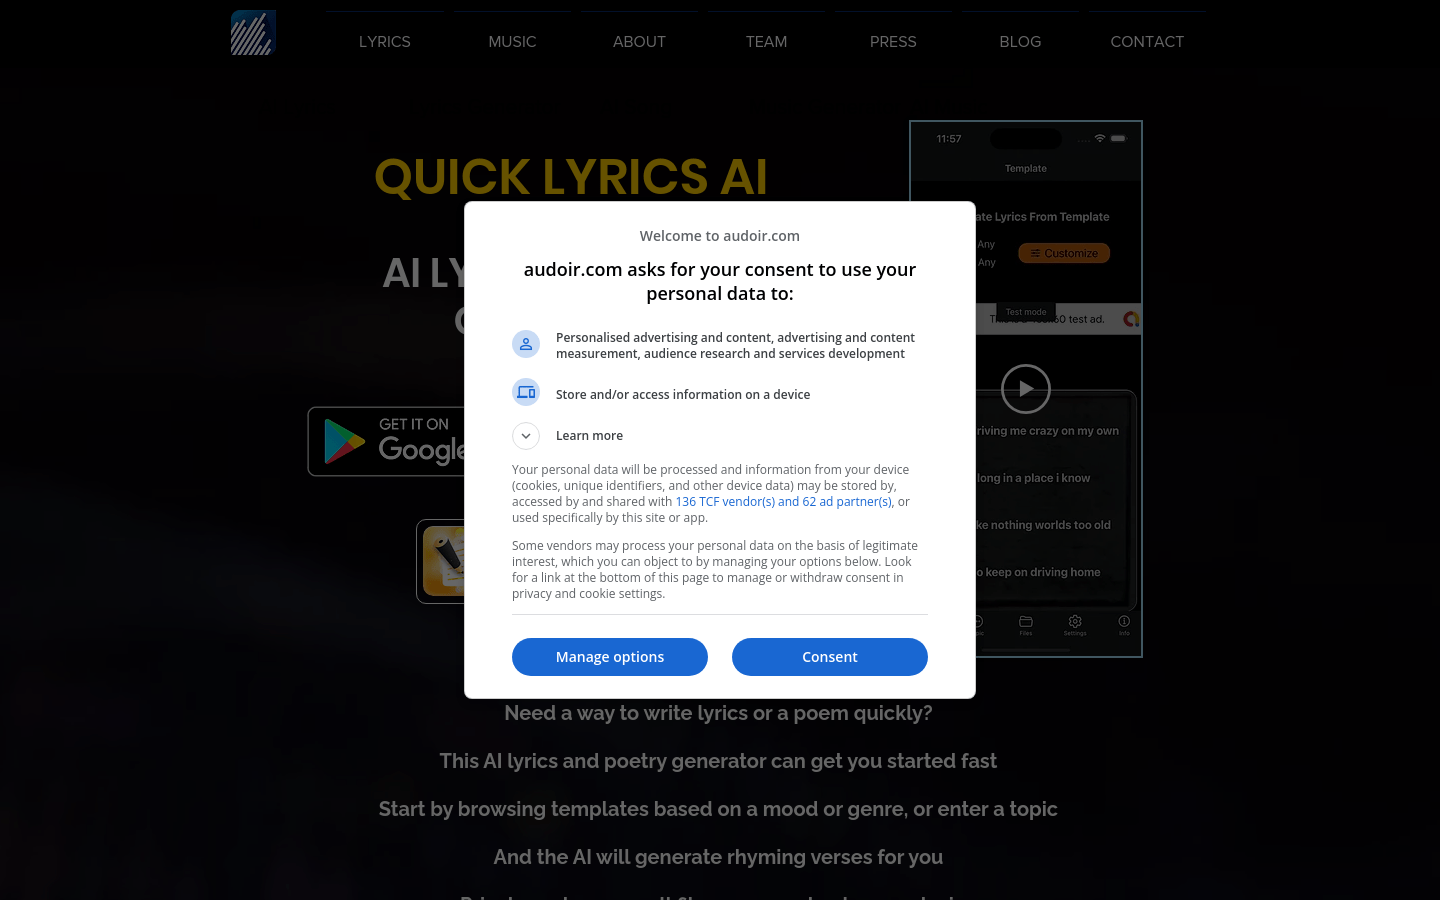 LYRICS
MUSIC
ABOUT
TEAM
PRESS
BLOG
CONTACT
QUICK LYRICS AI
AI LY
GET IT ON
Google
Welcome to audoir.com
audoir.com asks for your consent to use your
personal data to:
Personalised advertising and content, advertising and content
measurement, audience research and services development
Store and/or access information on a device
Learn more
Your personal data will be processed and information from your device
(cookies, unique identifiers, and other device data) may be stored by,
accessed by and shared with 136 TCF vendor(s) and 62 ad partner(s), or
used specifically by this site or app.
Some vendors may process your personal data on the basis of legitimate
interest, which you can object to by managing your options below. Look
for a link at the bottom of this page to manage or withdraw consent in
privacy and cookie settings.
Manage options
Consent
11:57
Template
ate Lyrics From Template
Any
Any
Customize
Test mode
test ad.
riving me crazy on my own
long in a place i know
ke nothing worlds too old
o keep on driving home
Files
Settings
Info
Need a way to write lyrics or a poem quickly?
This AI lyrics and poetry generator can get you started fast
Start by browsing templates based on a mood or genre, or enter a topic
And the AI will generate rhyming verses for you